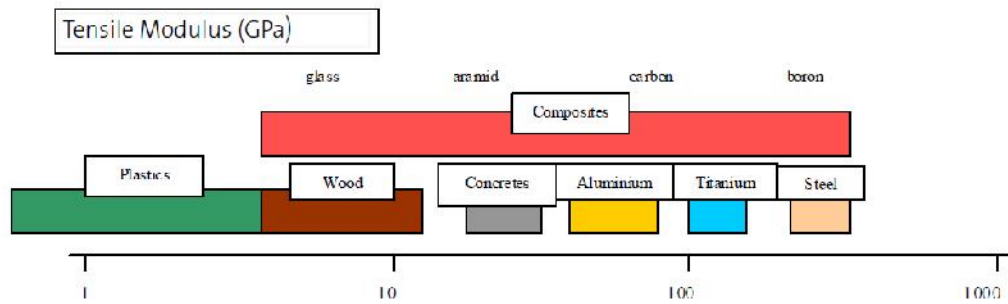 Tensile Modulus (GPa)
glass aramid carbon boron
Composites
Plastics Wood Concretes Aluminium Titanium Steel
1 10 100 1000